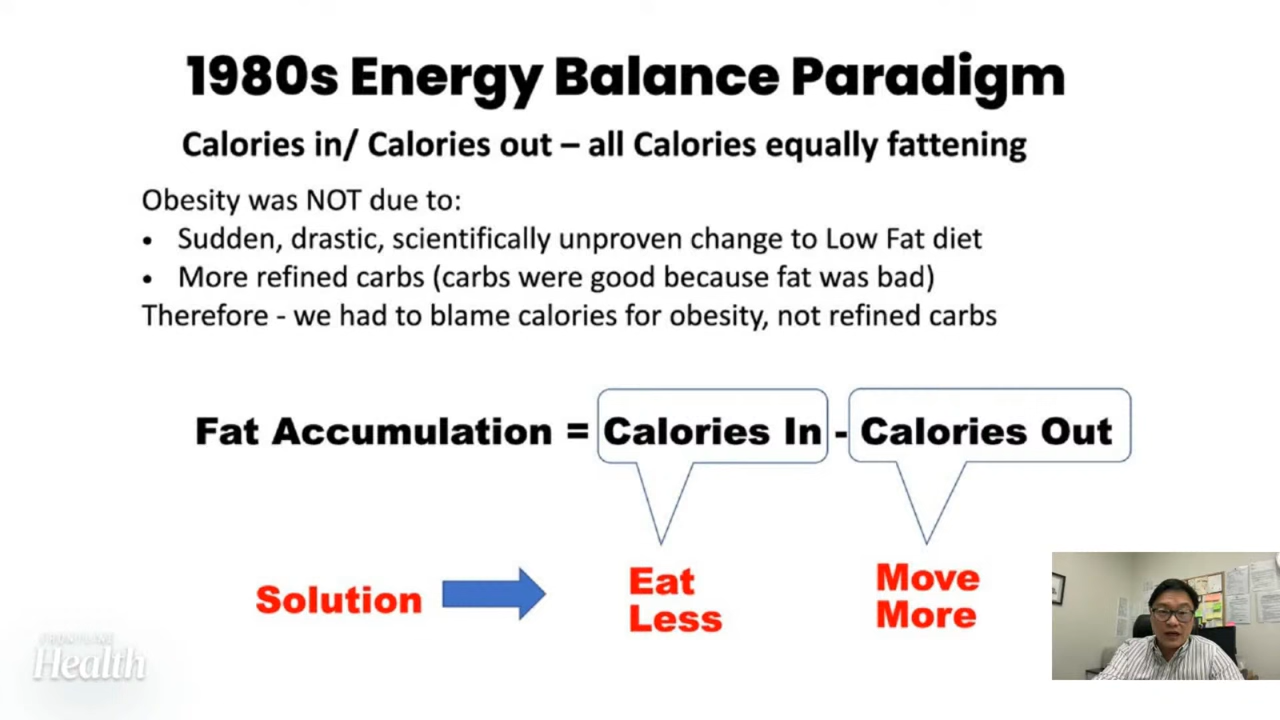 1980s Energy Balance Paradigm
Calories in/ Calories out – all Calories equally fattening
Obesity was NOT due to:
• Sudden, drastic, scientifically unproven change to Low Fat diet
• More refined carbs (carbs were good because fat was bad)
Therefore - we had to blame calories for obesity, not refined carbs
Fat Accumulation = Calories In - Calories Out
Solution
Eat
Less
Move
More
FRONTLINE
Health